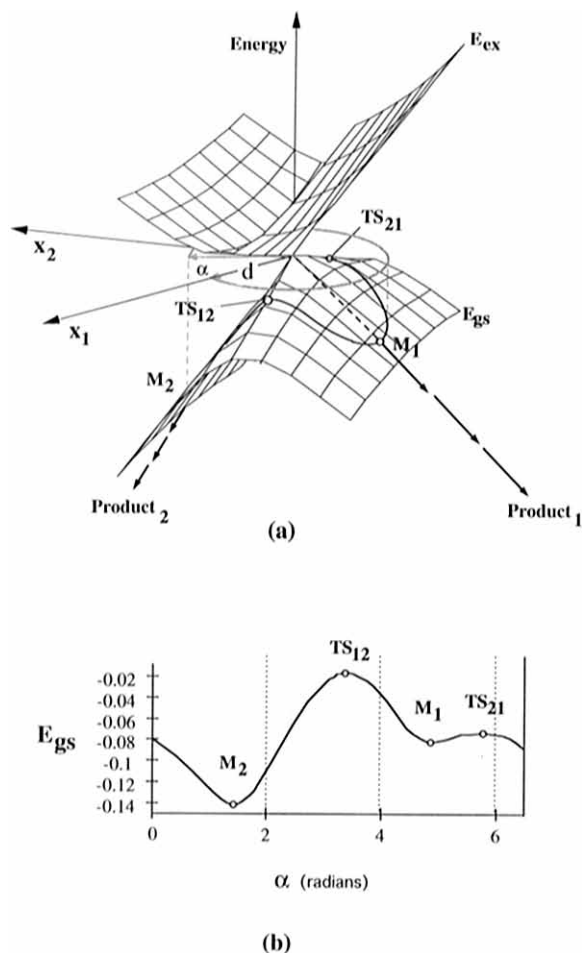 Energy
E_ex
TS_21
x_2
α
d
TS_12
E_gs
x_1
M_1
M_2
Product_2
Product_1
(a)
TS_12
-0.02
-0.04
-0.06
-0.08
-0.1
-0.12
-0.14
E_gs
M_2
M_1
TS_21
0
2
4
6
α (radians)
(b)